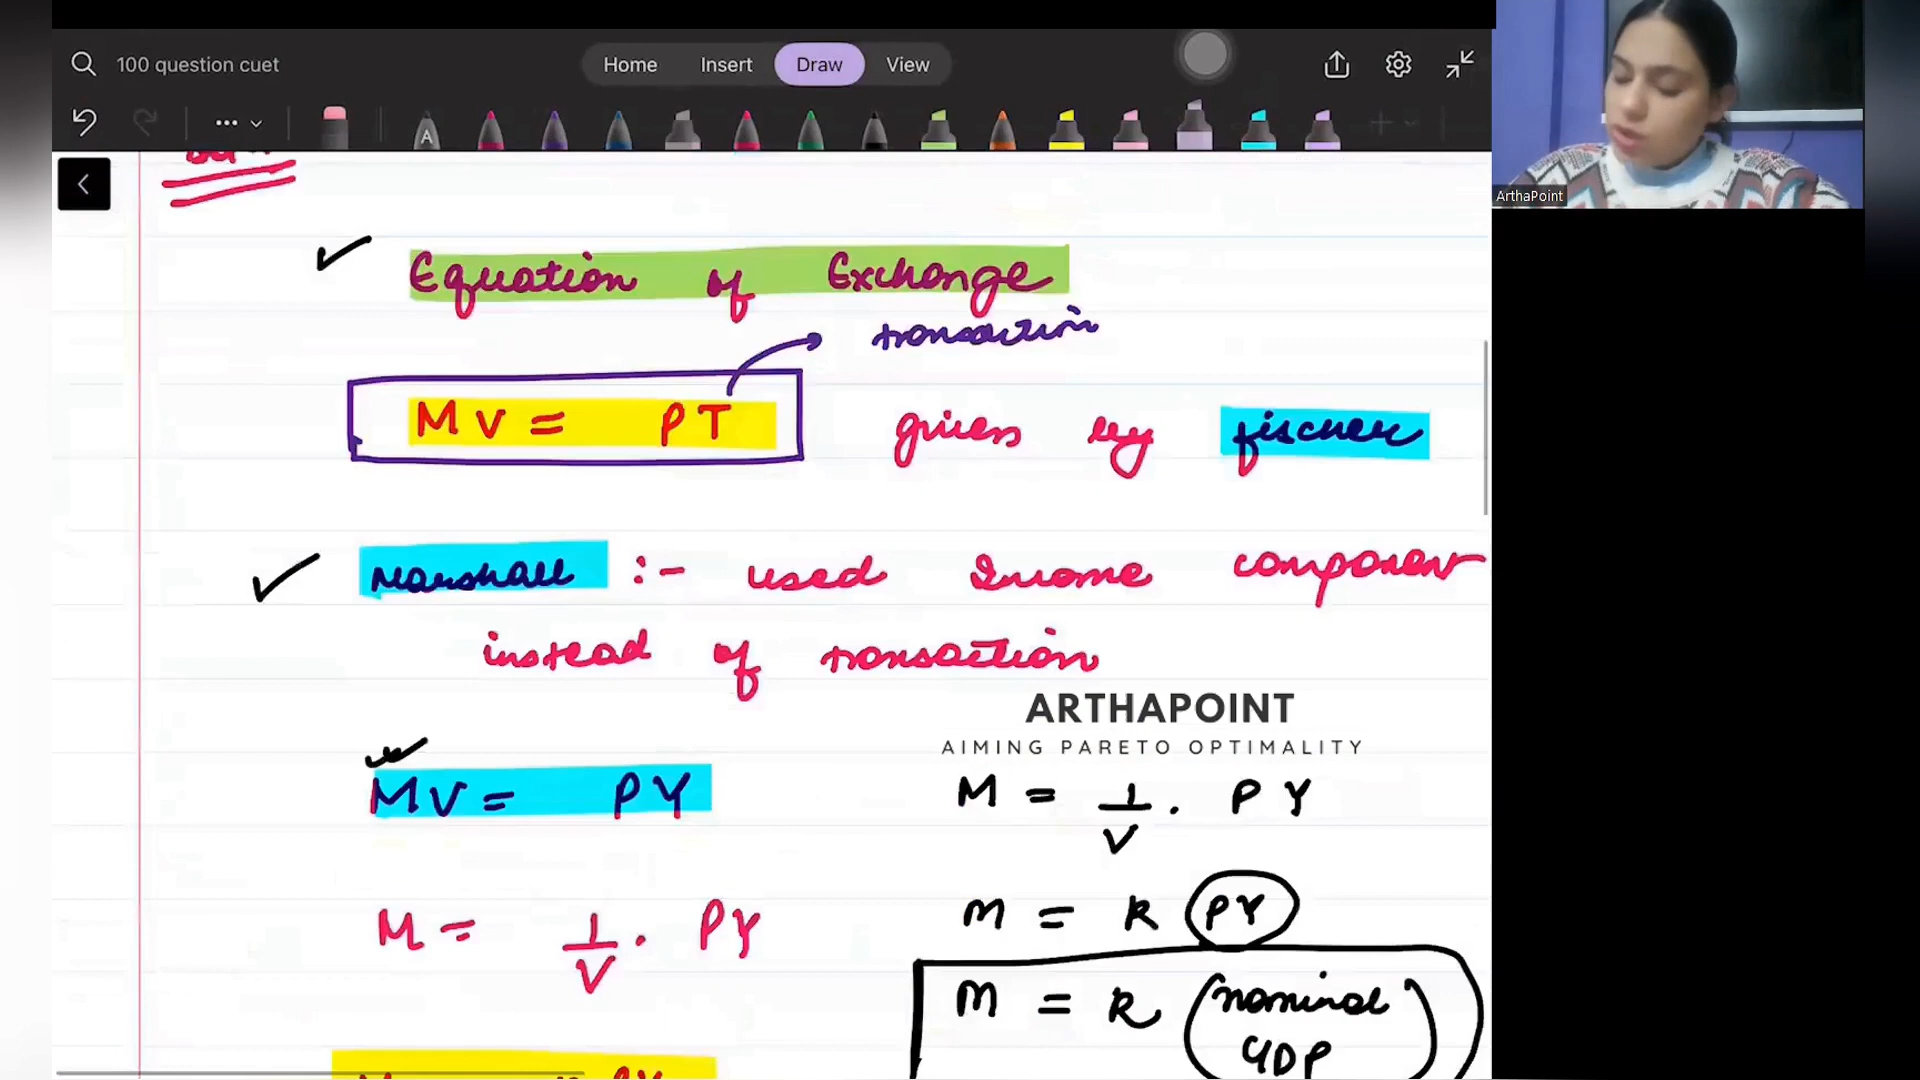 100 question cuet
Home Insert Draw View
A
ArthaPoint
Equation of Exchange
transaction
MV = PT given by fischer
Marshall :- used Income component
instead of transaction
ARTHAPOINT
AIMING PARETO OPTIMALITY
MV = PY
M = 1/V . PY
M = 1/V . PY
M = K PY
M = K (nominal
GDP)